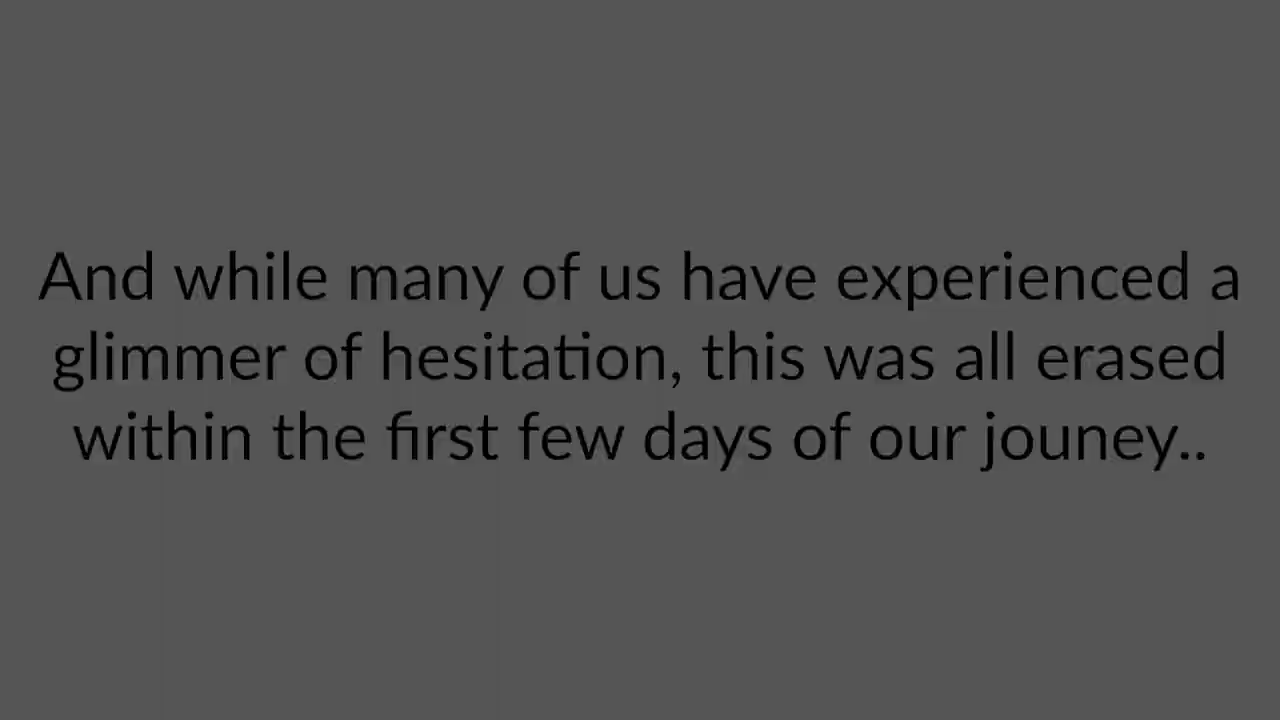 And while many of us have experienced a
glimmer of hesitation, this was all erased
within the first few days of our jouney..